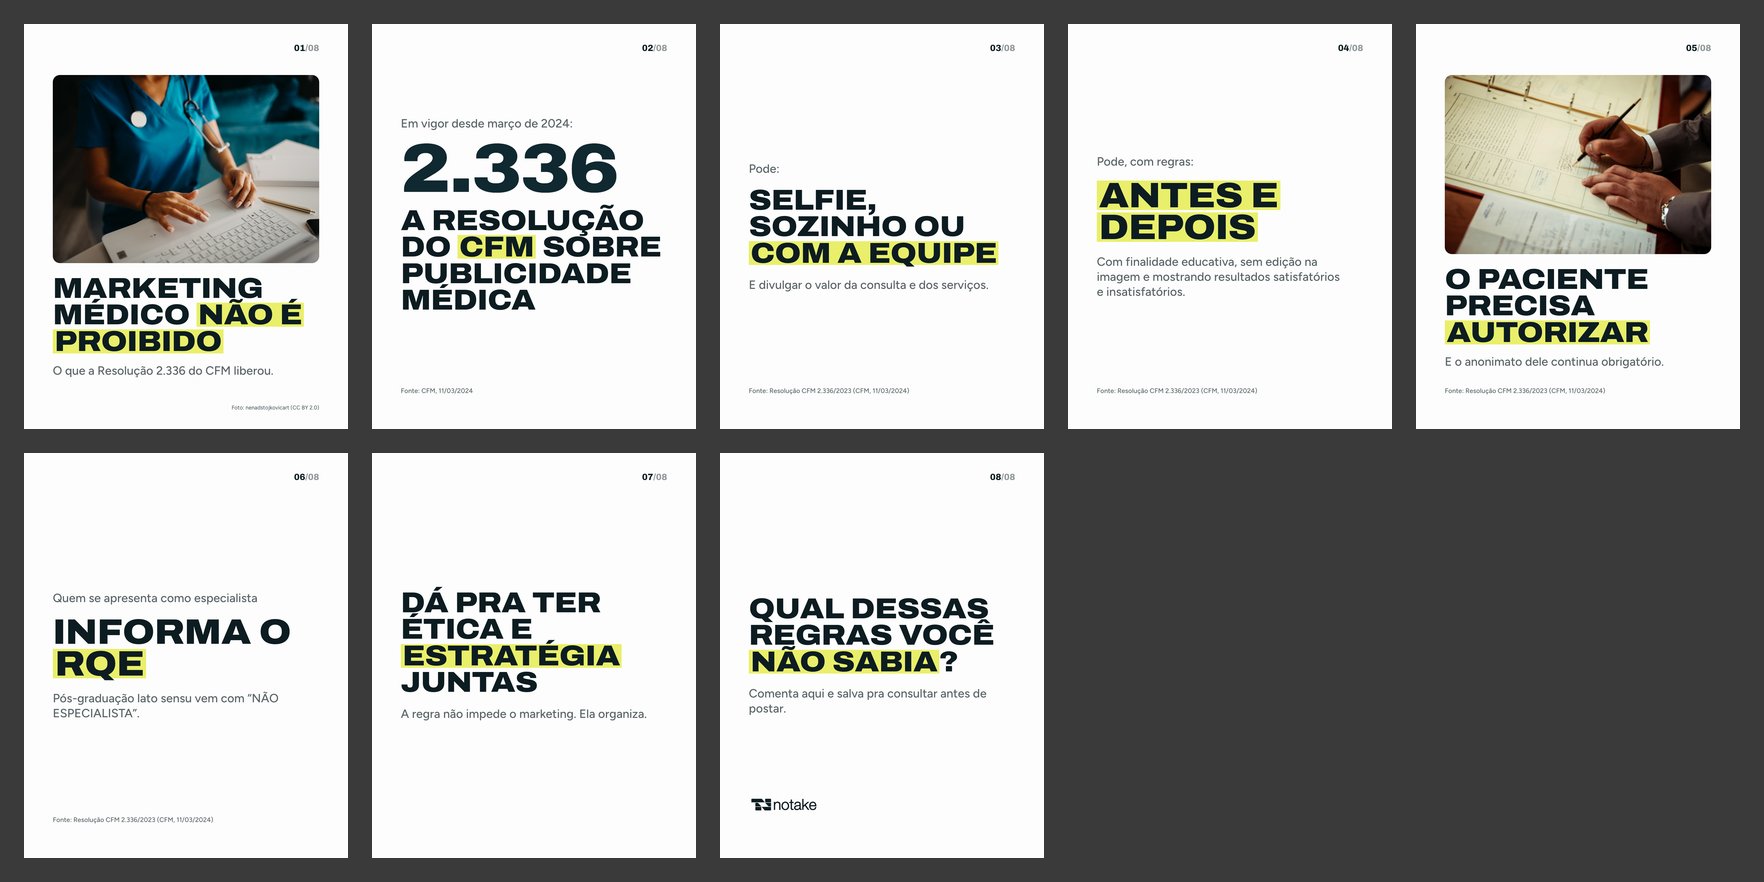 01/08
MARKETING
MÉDICO NÃO É
PROIBIDO
O que a Resolução 2.336 do CFM liberou.
Foto: nenadstojkovicart (CC BY 2.0)
02/08
Em vigor desde março de 2024:
2.336
A RESOLUÇÃO
DO CFM SOBRE
PUBLICIDADE
MÉDICA
Fonte: CFM, 11/03/2024
03/08
Pode:
SELFIE,
SOZINHO OU
COM A EQUIPE
E divulgar o valor da consulta e dos serviços.
Fonte: Resolução CFM 2.336/2023 (CFM, 11/03/2024)
04/08
Pode, com regras:
ANTES E
DEPOIS
Com finalidade educativa, sem edição na
imagem e mostrando resultados satisfatórios
e insatisfatórios.
Fonte: Resolução CFM 2.336/2023 (CFM, 11/03/2024)
05/08
O PACIENTE
PRECISA
AUTORIZAR
E o anonimato dele continua obrigatório.
Fonte: Resolução CFM 2.336/2023 (CFM, 11/03/2024)
06/08
Quem se apresenta como especialista
INFORMA O
RQE
Pós-graduação lato sensu vem com “NÃO
ESPECIALISTA”.
Fonte: Resolução CFM 2.336/2023 (CFM, 11/03/2024)
07/08
DÁ PRA TER
ÉTICA E
ESTRATÉGIA
JUNTAS
A regra não impede o marketing. Ela organiza.
08/08
QUAL DESSAS
REGRAS VOCÊ
NÃO SABIA?
Comenta aqui e salva pra consultar antes de
postar.
notake